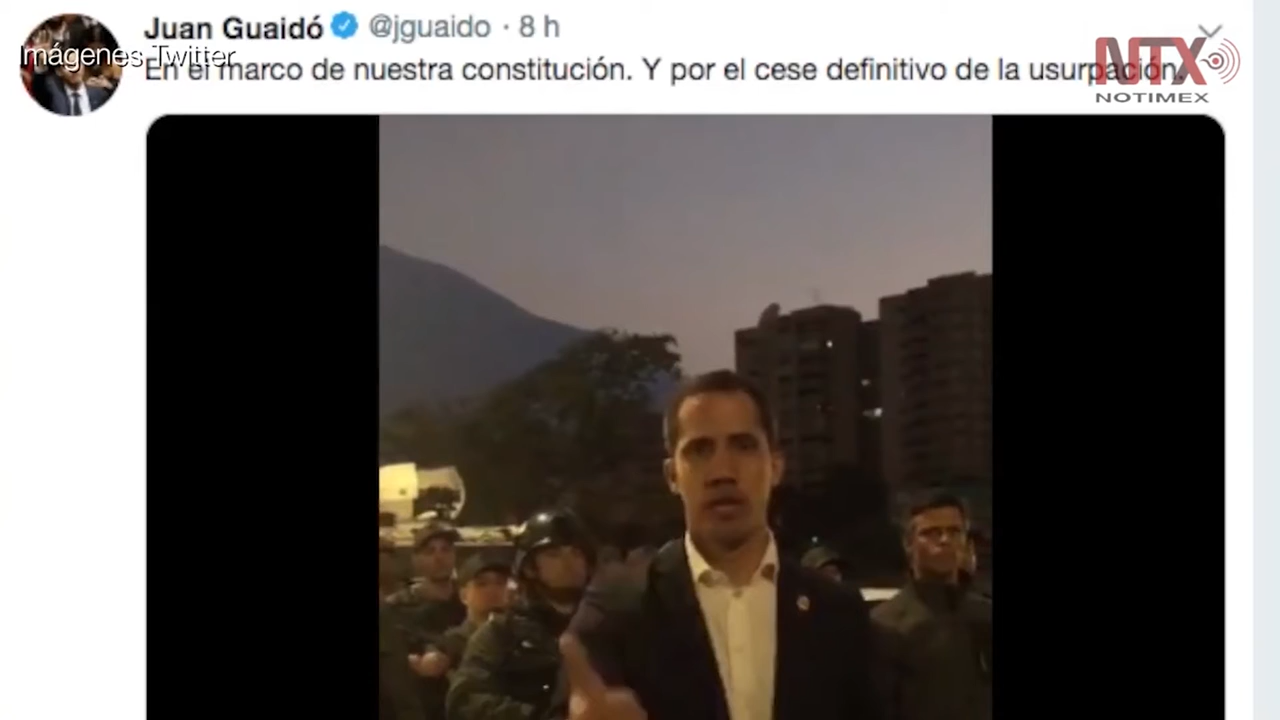 Juan Guaidó @jguaido · 8 h
Imágenes Twitter
En el marco de nuestra constitución. Y por el cese definitivo de la usurpación.
NTX
NOTIMEX